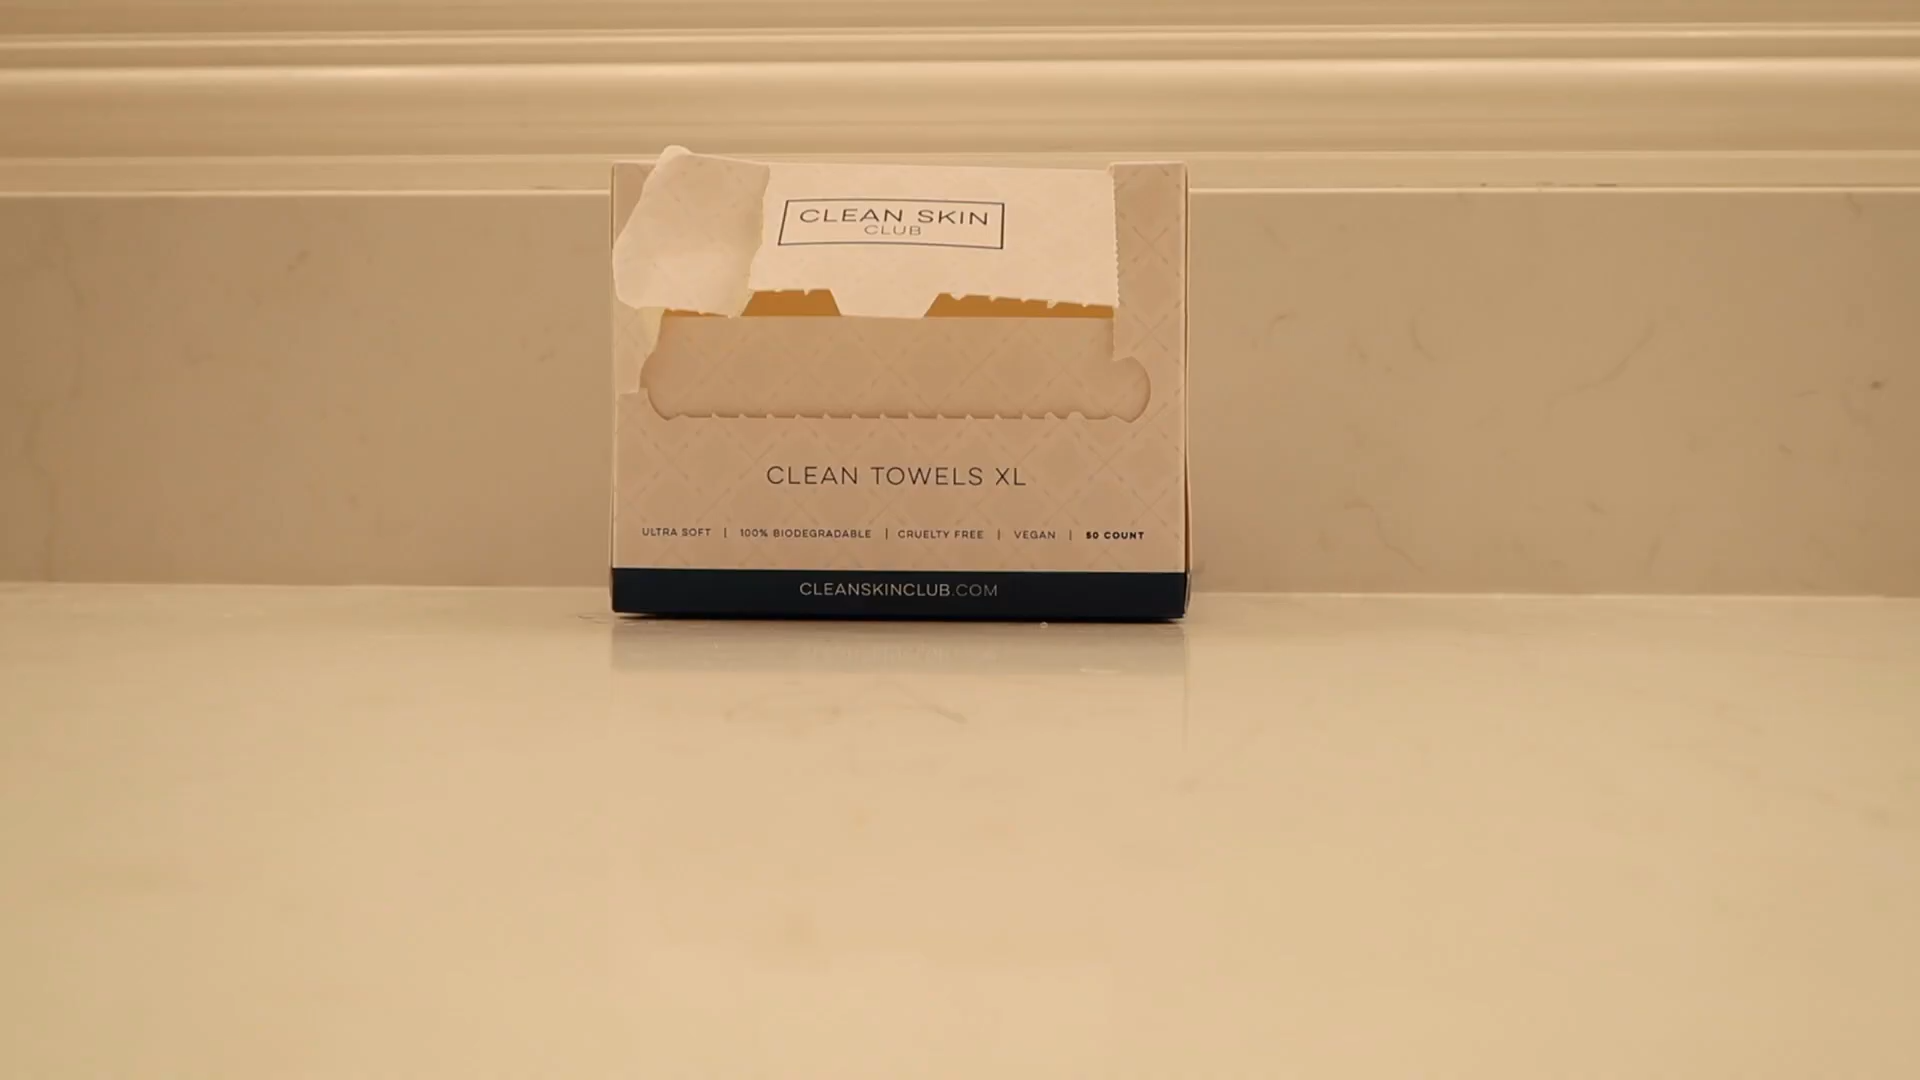 CLEAN SKIN
CLUB
CLEAN TOWELS XL
ULTRA SOFT | 100% BIODEGRADABLE | CRUELTY FREE | VEGAN | 50 COUNT
CLEANSKINCLUB.COM